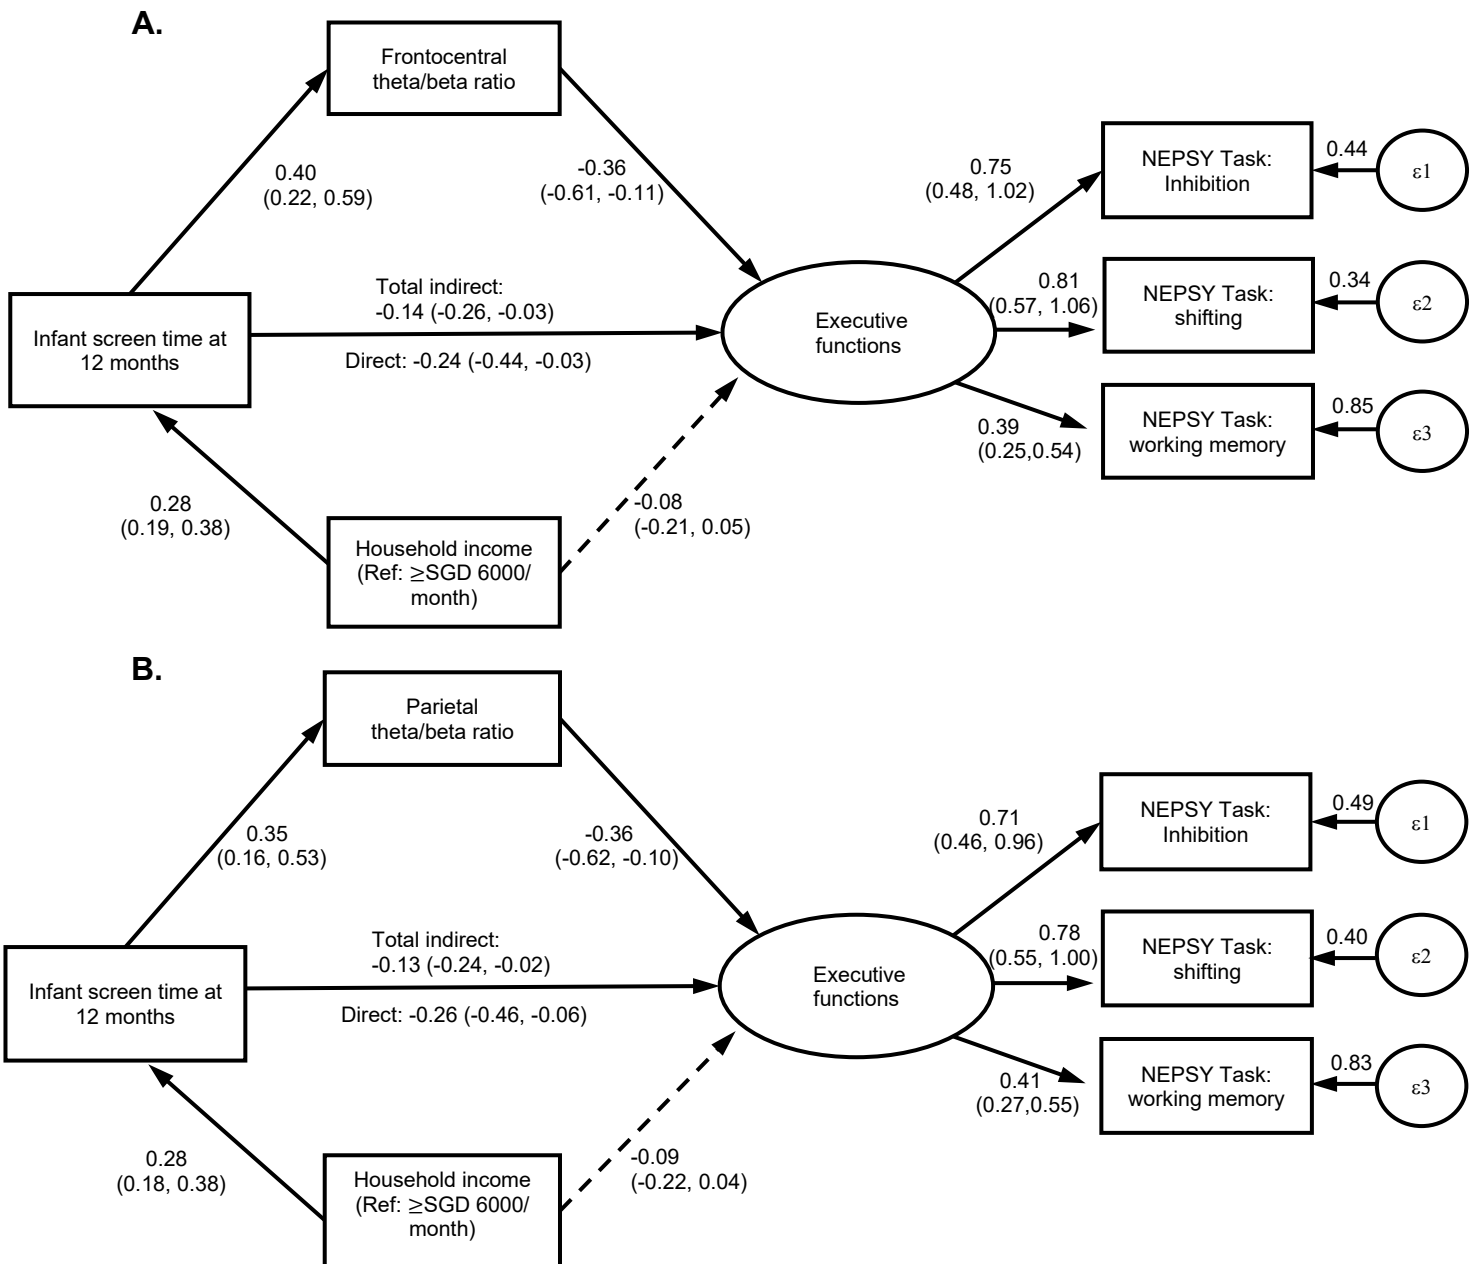 A.
Frontocentral
theta/beta ratio
0.40
(0.22, 0.59)
-0.36
(-0.61, -0.11)
Infant screen time at
12 months
Total indirect:
-0.14 (-0.26, -0.03)
Direct: -0.24 (-0.44, -0.03)
Executive
functions
0.75
(0.48, 1.02)
NEPSY Task:
Inhibition
0.44
ε1
0.81
(0.57, 1.06)
NEPSY Task:
shifting
0.34
ε2
0.39
(0.25,0.54)
NEPSY Task:
working memory
0.85
ε3
0.28
(0.19, 0.38)
Household income
(Ref: ≥SGD 6000/
month)
-0.08
(-0.21, 0.05)
B.
Parietal
theta/beta ratio
0.35
(0.16, 0.53)
-0.36
(-0.62, -0.10)
Infant screen time at
12 months
Total indirect:
-0.13 (-0.24, -0.02)
Direct: -0.26 (-0.46, -0.06)
Executive
functions
0.71
(0.46, 0.96)
NEPSY Task:
Inhibition
0.49
ε1
0.78
(0.55, 1.00)
NEPSY Task:
shifting
0.40
ε2
0.41
(0.27,0.55)
NEPSY Task:
working memory
0.83
ε3
0.28
(0.18, 0.38)
Household income
(Ref: ≥SGD 6000/
month)
-0.09
(-0.22, 0.04)